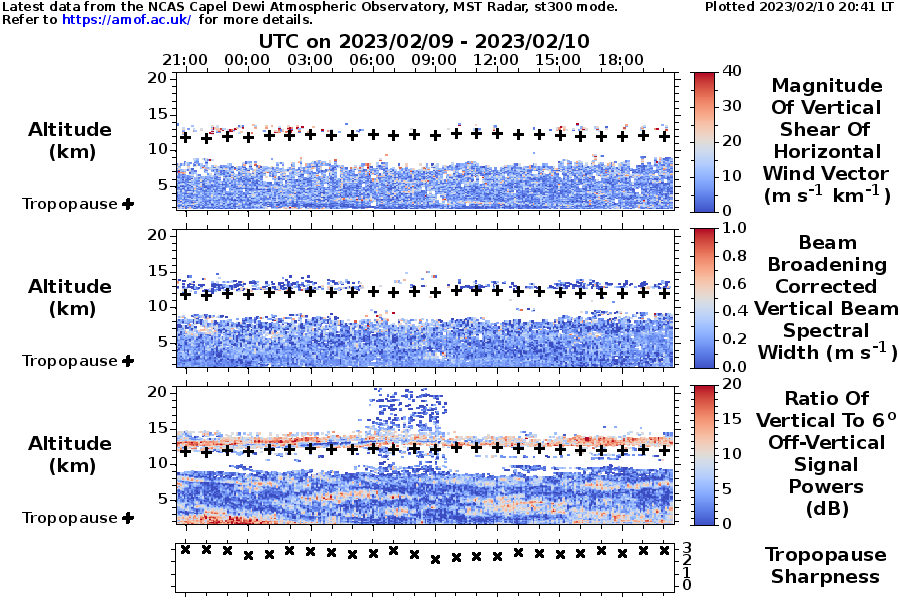 Latest data from the NCAS Capel Dewi Atmospheric Observatory, MST Radar, st300 mode.
Refer to https://amof.ac.uk/ for more details.
Plotted 2023/02/10 20:41 LT
UTC on 2023/02/09 - 2023/02/10
21:00 00:00 03:00 06:00 09:00 12:00 15:00 18:00
Altitude
(km)
Tropopause
20
15
10
5
40
30
20
10
0
Magnitude
Of Vertical
Shear Of
Horizontal
Wind Vector
(m s-1 km-1)
Altitude
(km)
Tropopause
20
15
10
5
1.0
0.8
0.6
0.4
0.2
0.0
Beam
Broadening
Corrected
Vertical Beam
Spectral
Width (m s-1)
Altitude
(km)
Tropopause
20
15
10
5
20
15
10
5
0
Ratio Of
Vertical To 6o
Off-Vertical
Signal
Powers
(dB)
3
2
1
0
Tropopause
Sharpness